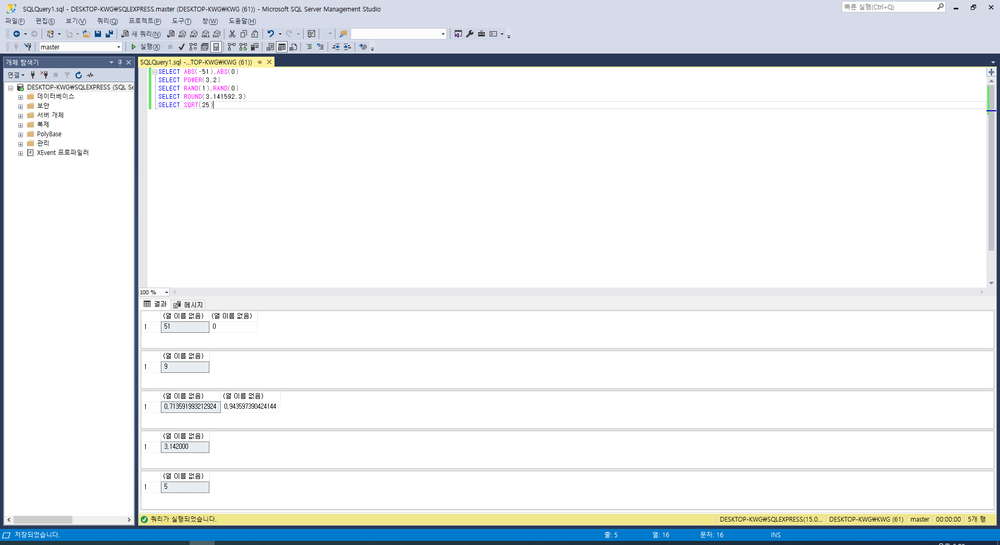 SQLQuery1.sql - DESKTOP-KWG₩SQLEXPRESS.master (DESKTOP-KWG₩KWG (61)) - Microsoft SQL Server Management Studio
빠른 실행(Ctrl+Q)
파일(F) 편집(E) 보기(V) 쿼리(Q) 프로젝트(P) 도구(T) 창(W) 도움말(H)
새 쿼리(N) MDX DMX XMLA DAX
master 실행(X)
개체 탐색기
SQLQuery1.sql -...TOP-KWG₩KWG (61))
연결
DESKTOP-KWG₩SQLEXPRESS (SQL Se
데이터베이스
보안
서버 개체
복제
PolyBase
관리
XEvent 프로파일러
SELECT ABS(-51),ABS(0)
SELECT POWER(3,2)
SELECT RAND(1),RAND(0)
SELECT ROUND(3.141592,3)
SELECT SQRT(25)
100 %
결과 메시지
(열 이름 없음) (열 이름 없음)
1 51 0
(열 이름 없음)
1 9
(열 이름 없음) (열 이름 없음)
1 0,713591993212924 0,943597390424144
(열 이름 없음)
1 3,142000
(열 이름 없음)
1 5
쿼리가 실행되었습니다.
DESKTOP-KWG₩SQLEXPRESS(15.0... DESKTOP-KWG₩KWG (61) master 00:00:00 5개 행
저장되었습니다. 줄: 5 열: 16 문자: 16 INS